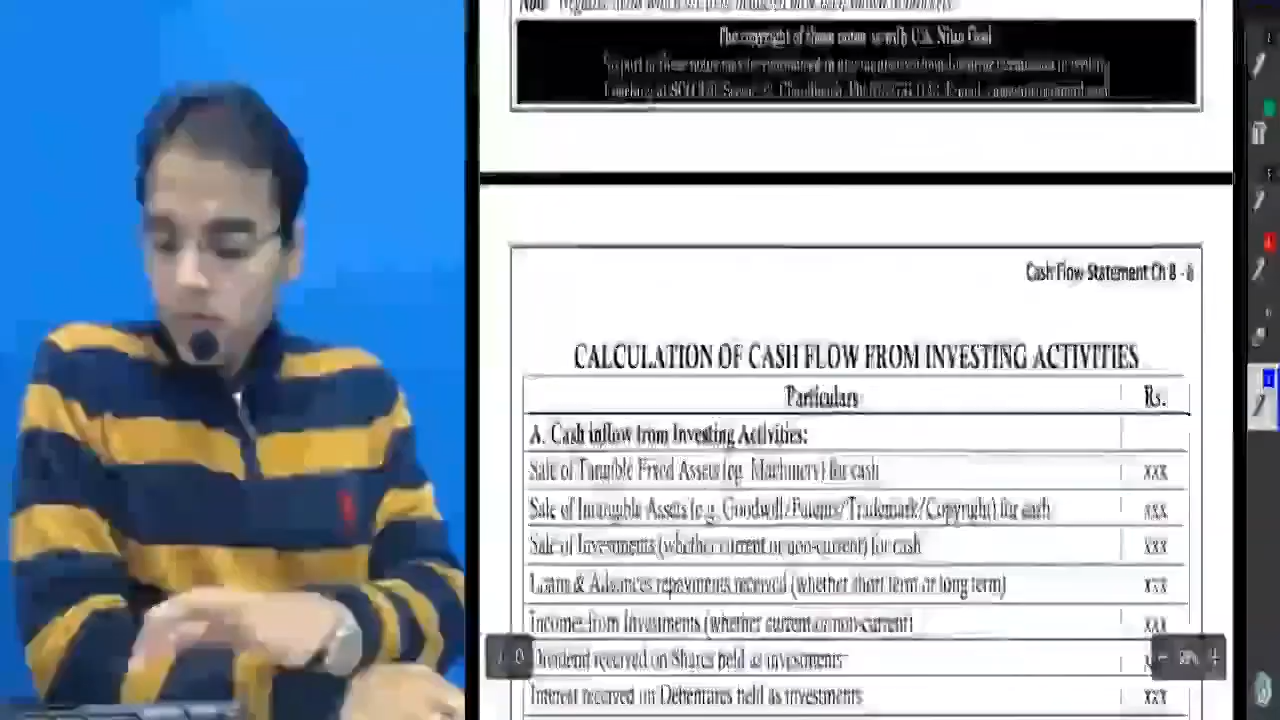 The copyright of these notes is with C.A. Nitin Goel
Cash Flow Statement Ch 8 - 8
CALCULATION OF CASH FLOW FROM INVESTING ACTIVITIES
Particulars Rs.
A. Cash inflow from Investing Activities:
Sale of Tangible Fixed Assets (eg. Machinery) for cash xxx
Sale of Intangible Assets (e.g. Goodwill/Patents/Trademark/Copyright) for cash xxx
Sale of Investments (whether current or non-current) for cash xxx
Loans & Advances repayments received (whether short term or long term) xxx
Incomes from Investments (whether current or non-current) xxx
Dividend received on Shares held as investments
Interest received on Debentures held as investments xxx